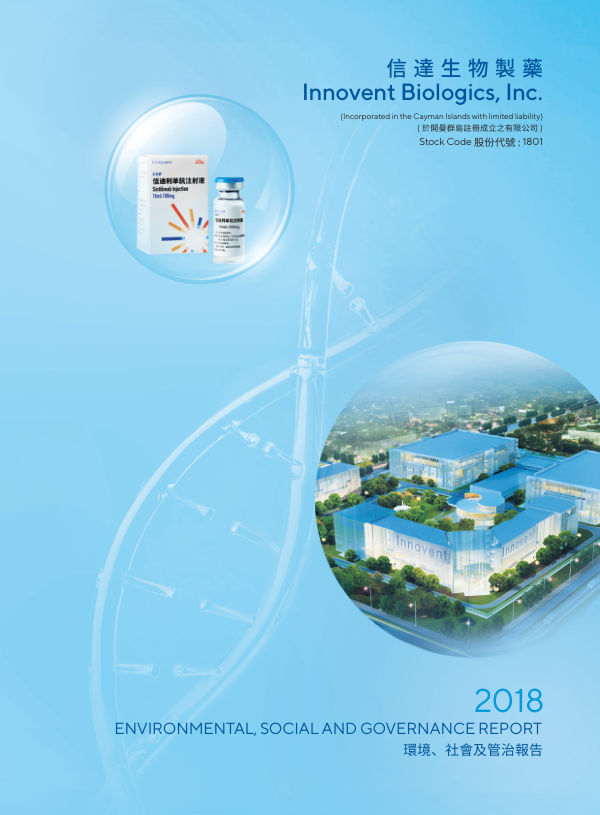 信達生物製藥
Innovent Biologics, Inc.
(Incorporated in the Cayman Islands with limited liability)
(於開曼群島註冊成立之有限公司)
Stock Code 股份代號 : 1801
innovent
信迪利单抗注射液
Sintilimab Injection
10ml:100mg
Innovent
Innovent
2018
ENVIRONMENTAL, SOCIAL AND GOVERNANCE REPORT
環境、社會及管治報告